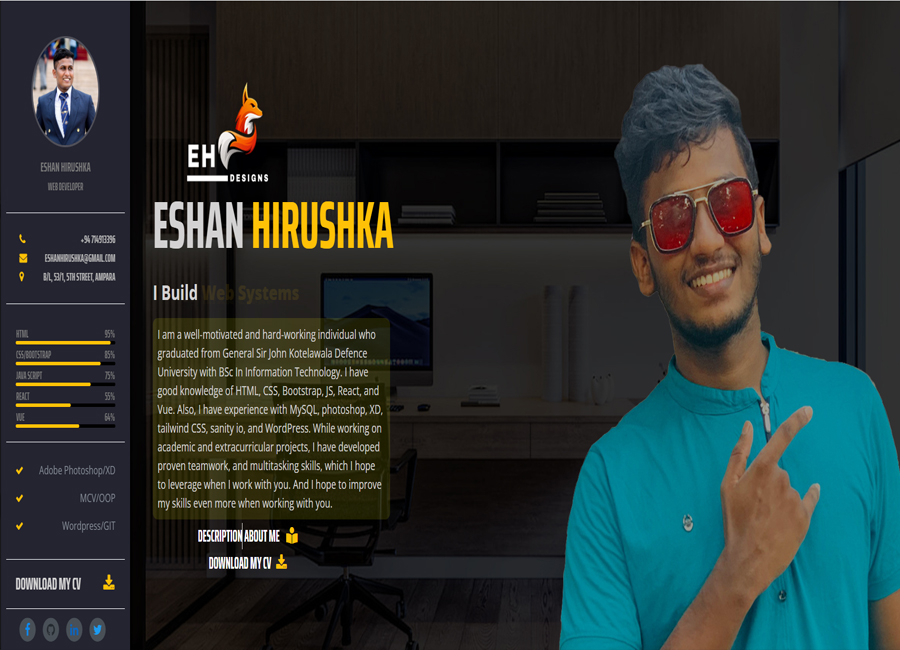 ESHAN HIRUSHKA
WEB DEVELOPER
+94 714913396
ESHANHIRUSHKA@GMAIL.COM
B/L, 53/1, 5TH STREET, AMPARA
HTML 95%
CSS/BOOTSTRAP 85%
JAVA SCRIPT 75%
REACT 55%
VUE 64%
Adobe Photoshop/XD
MCV/OOP
Wordpress/GIT
DOWNLOAD MY CV
EH
DESIGNS
ESHAN HIRUSHKA
I Build Web Systems
I am a well-motivated and hard-working individual who
graduated from General Sir John Kotelawala Defence
University with BSc In Information Technology. I have
good knowledge of HTML, CSS, Bootstrap, JS, React, and
Vue. Also, I have experience with MySQL, photoshop, XD,
tailwind CSS, sanity io, and WordPress. While working on
academic and extracurricular projects, I have developed
proven teamwork, and multitasking skills, which I hope
to leverage when I work with you. And I hope to improve
my skills even more when working with you.
DESCRIPTION ABOUT ME
DOWNLOAD MY CV